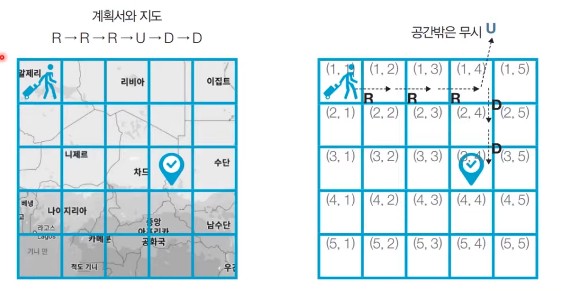 계획서와 지도
R → R → R → U → D → D
알제리
리비아
이집트
니제르
차드
수단
베냉
나이지리아
라고스
Lagos
카메룬
중앙
아프리카
공화국
남수단
가나만
적도 기니
우간
공간밖은 무시 U
(1, 1) (1, 2) (1, 3) (1, 4) (1, 5)
R R R D
(2, 1) (2, 2) (2, 3) (2, 4) (2, 5)
D
(3, 1) (3, 2) (3, 3) (3, 4) (3, 5)
(4, 1) (4, 2) (4, 3) (4, 4) (4, 5)
(5, 1) (5, 2) (5, 3) (5, 4) (5, 5)